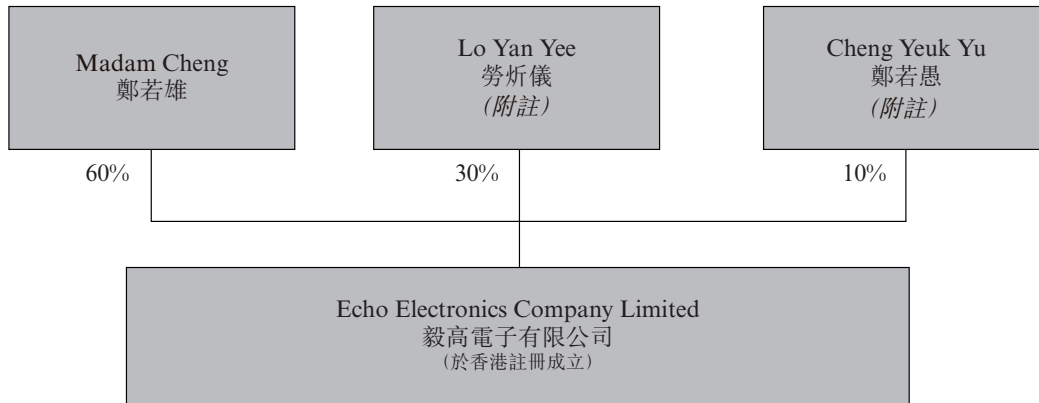 Madam Cheng
鄭若雄
Lo Yan Yee
勞炘儀
(附註)
Cheng Yeuk Yu
鄭若愚
(附註)
60%
30%
10%
Echo Electronics Company Limited
毅高電子有限公司
(於香港註冊成立)